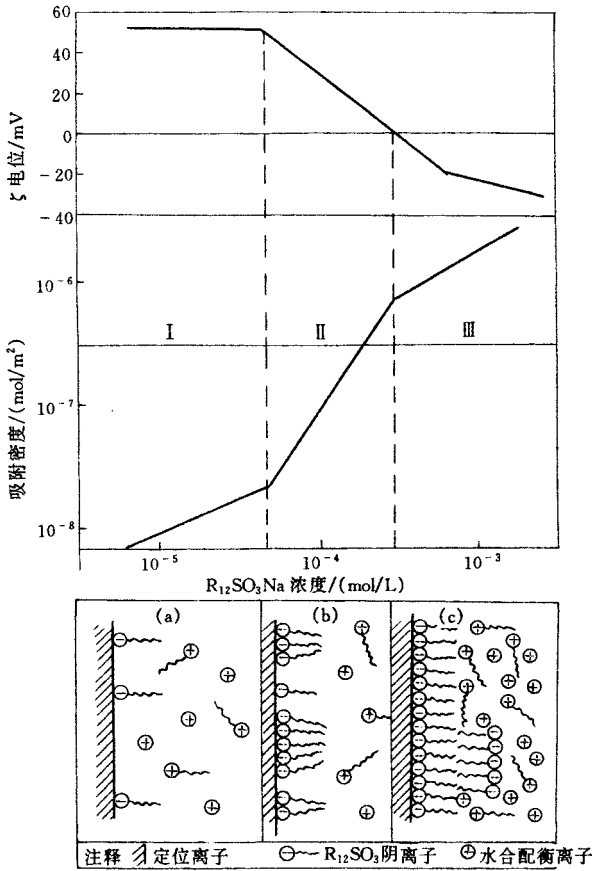 60
40
20
0
−20
−40
ζ 电位/mV
10⁻⁶
10⁻⁷
10⁻⁸
吸附密度/(mol/m²)
Ⅰ Ⅱ Ⅲ
10⁻⁵ 10⁻⁴ 10⁻³
R₁₂SO₃Na 浓度/(mol/L)
(a) (b) (c)
注释 定位离子 R₁₂SO₃阴离子 水合配衡离子